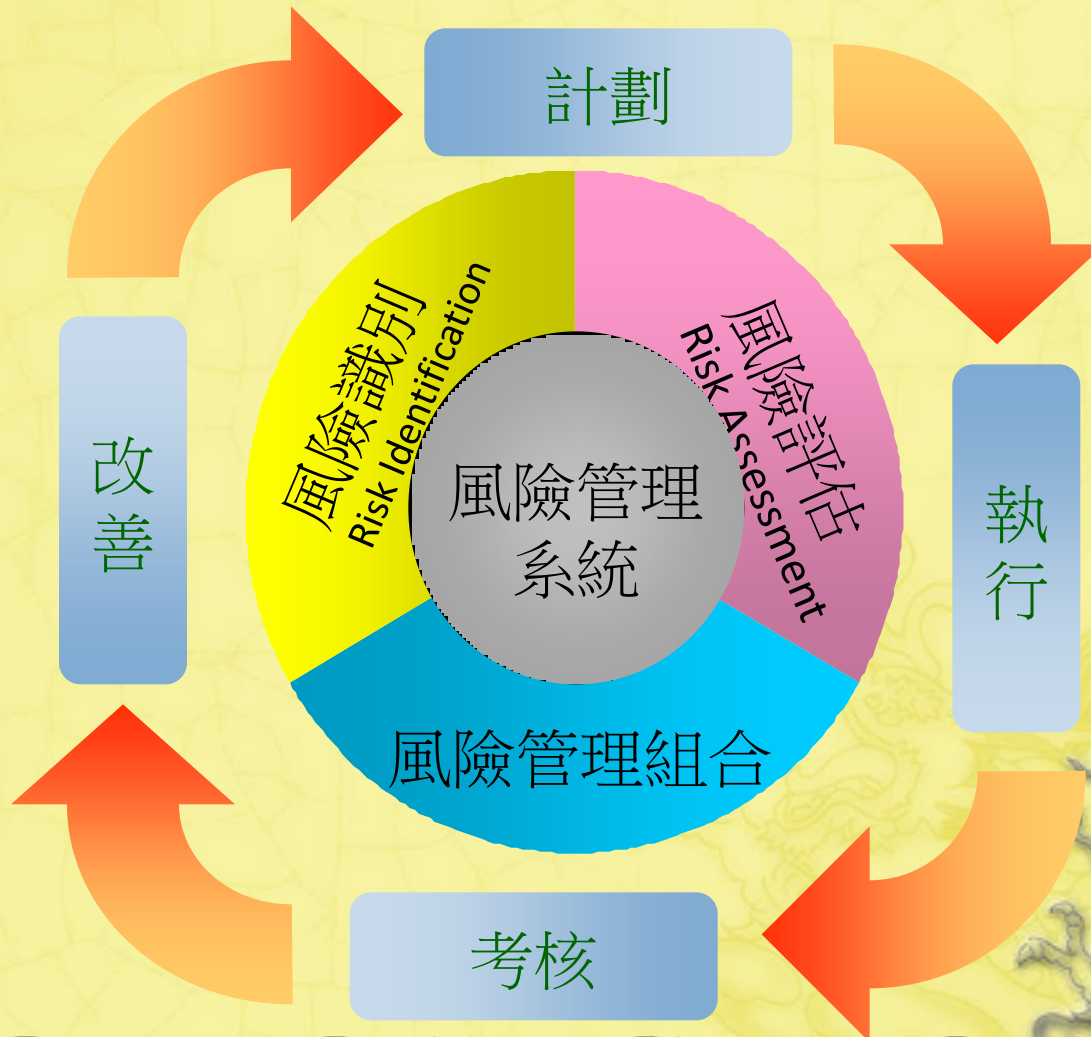 計劃
風險識別
Risk Identification
風險評估
Risk Assessment
改
善
風險管理
系統
執
行
風險管理組合
考核